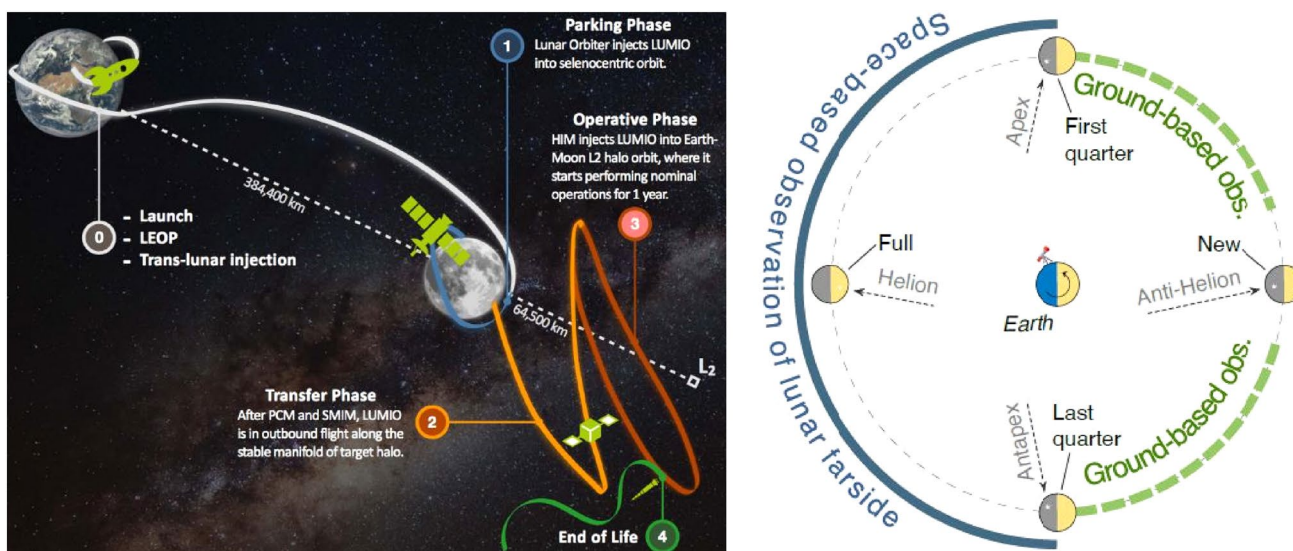 Parking Phase
1
Lunar Orbiter injects LUMIO
into selenocentric orbit.
Operative Phase
HIM injects LUMIO into Earth-
Moon L2 halo orbit, where it
starts performing nominal
operations for 1 year.
384,400 km
0
- Launch
- LEOP
- Trans-lunar injection
3
64,500 km
L2
Transfer Phase
After PCM and SMIM, LUMIO
is in outbound flight along the
stable manifold of target halo.
2
End of Life
4
Space-based observation of lunar farside
Ground-based obs.
Apex
First
quarter
Full
Helion
New
Anti-Helion
Earth
Antapex
Last
quarter
Ground-based obs.